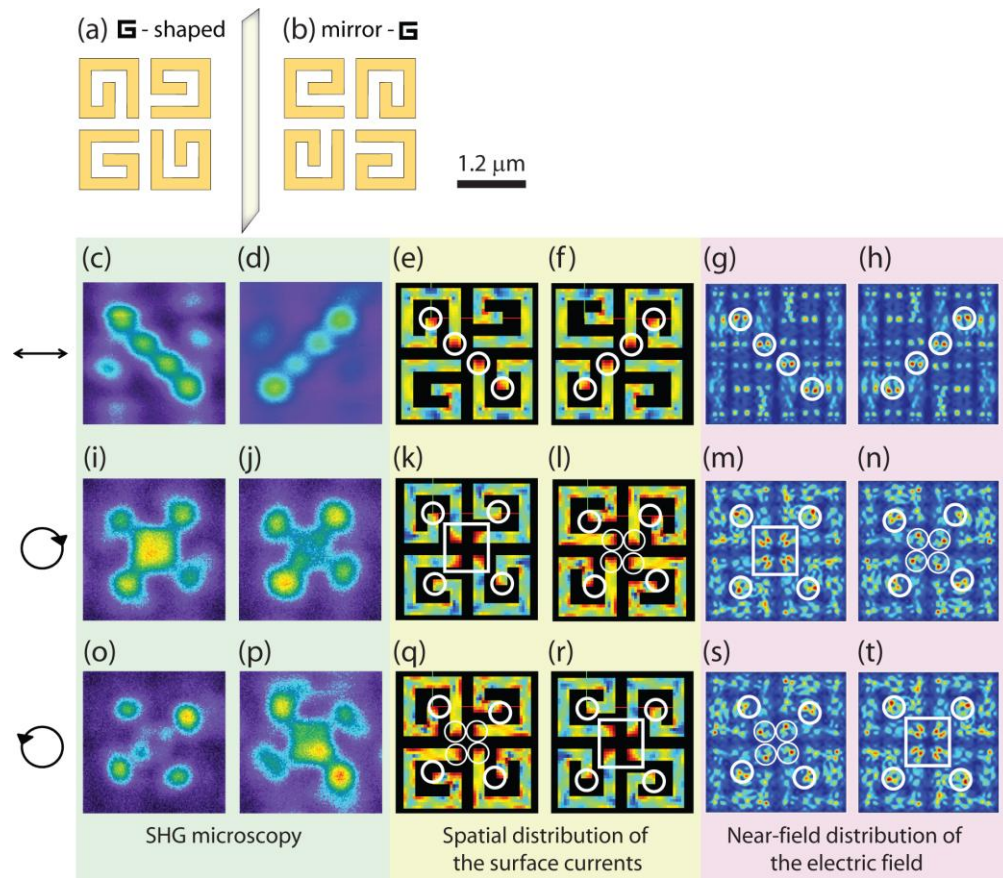 (a) G - shaped (b) mirror - G
1.2 μm
(c) (d) (e) (f) (g) (h)
(i) (j) (k) (l) (m) (n)
(o) (p) (q) (r) (s) (t)
SHG microscopy
Spatial distribution of
the surface currents
Near-field distribution of
the electric field